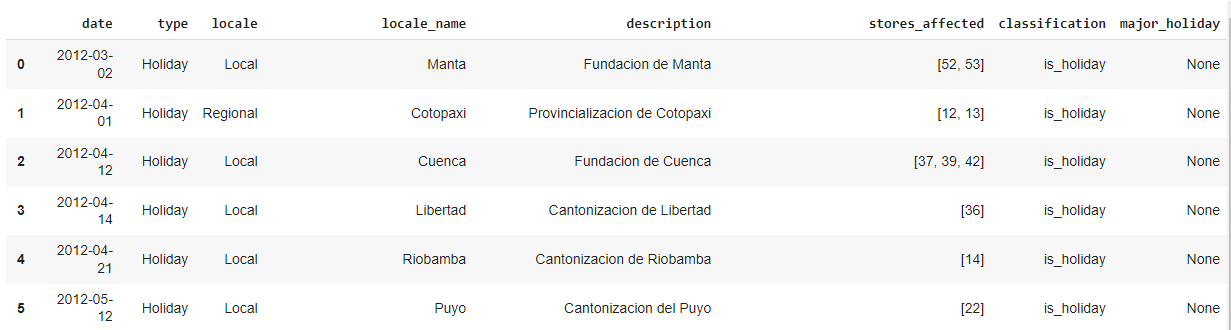 date type locale locale_name description stores_affected classification major_holiday
0 2012-03-02 Holiday Local Manta Fundacion de Manta [52, 53] is_holiday None
1 2012-04-01 Holiday Regional Cotopaxi Provincializacion de Cotopaxi [12, 13] is_holiday None
2 2012-04-12 Holiday Local Cuenca Fundacion de Cuenca [37, 39, 42] is_holiday None
3 2012-04-14 Holiday Local Libertad Cantonizacion de Libertad [36] is_holiday None
4 2012-04-21 Holiday Local Riobamba Cantonizacion de Riobamba [14] is_holiday None
5 2012-05-12 Holiday Local Puyo Cantonizacion del Puyo [22] is_holiday None